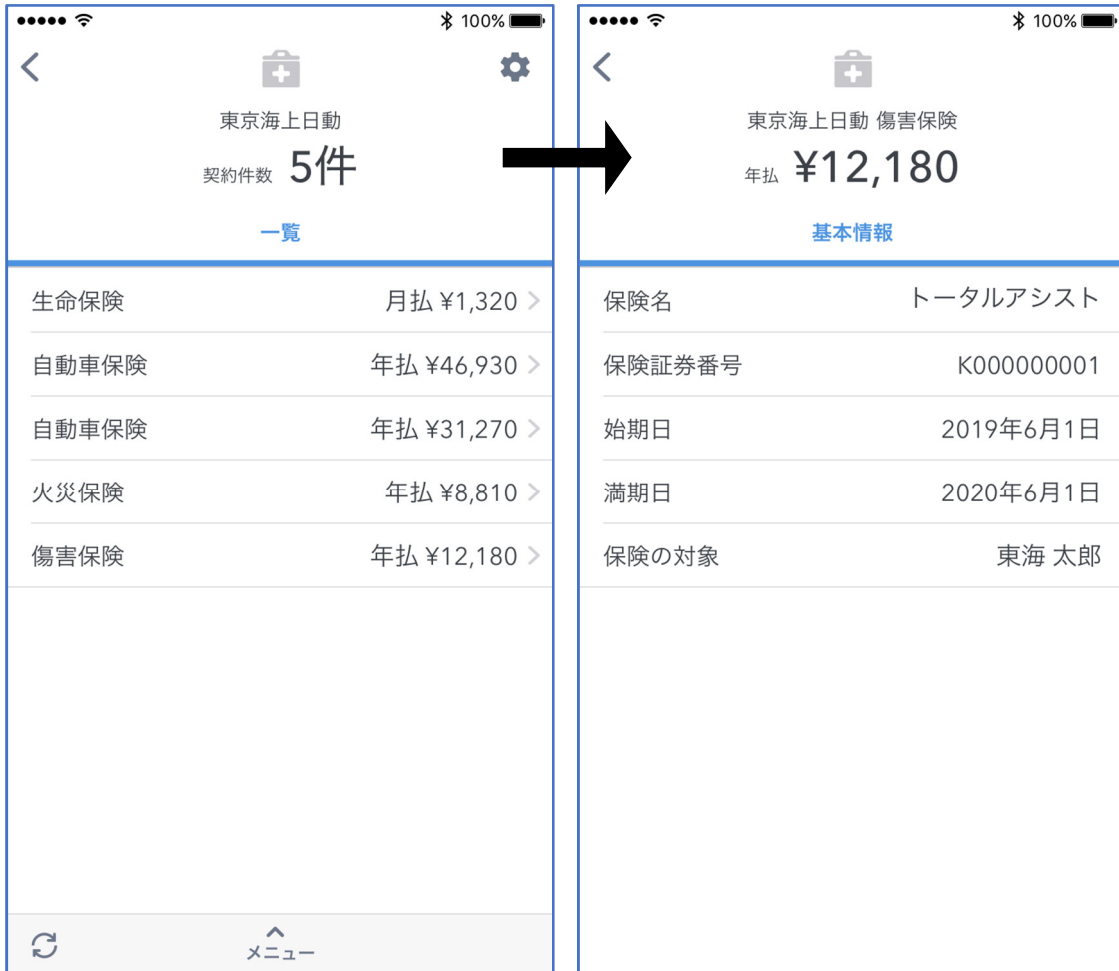 100%
東京海上日動
契約件数 5件
一覧
生命保険 月払 ¥1,320
自動車保険 年払 ¥46,930
自動車保険 年払 ¥31,270
火災保険 年払 ¥8,810
傷害保険 年払 ¥12,180
メニュー
100%
東京海上日動 傷害保険
年払 ¥12,180
基本情報
保険名 トータルアシスト
保険証券番号 K000000001
始期日 2019年6月1日
満期日 2020年6月1日
保険の対象 東海 太郎